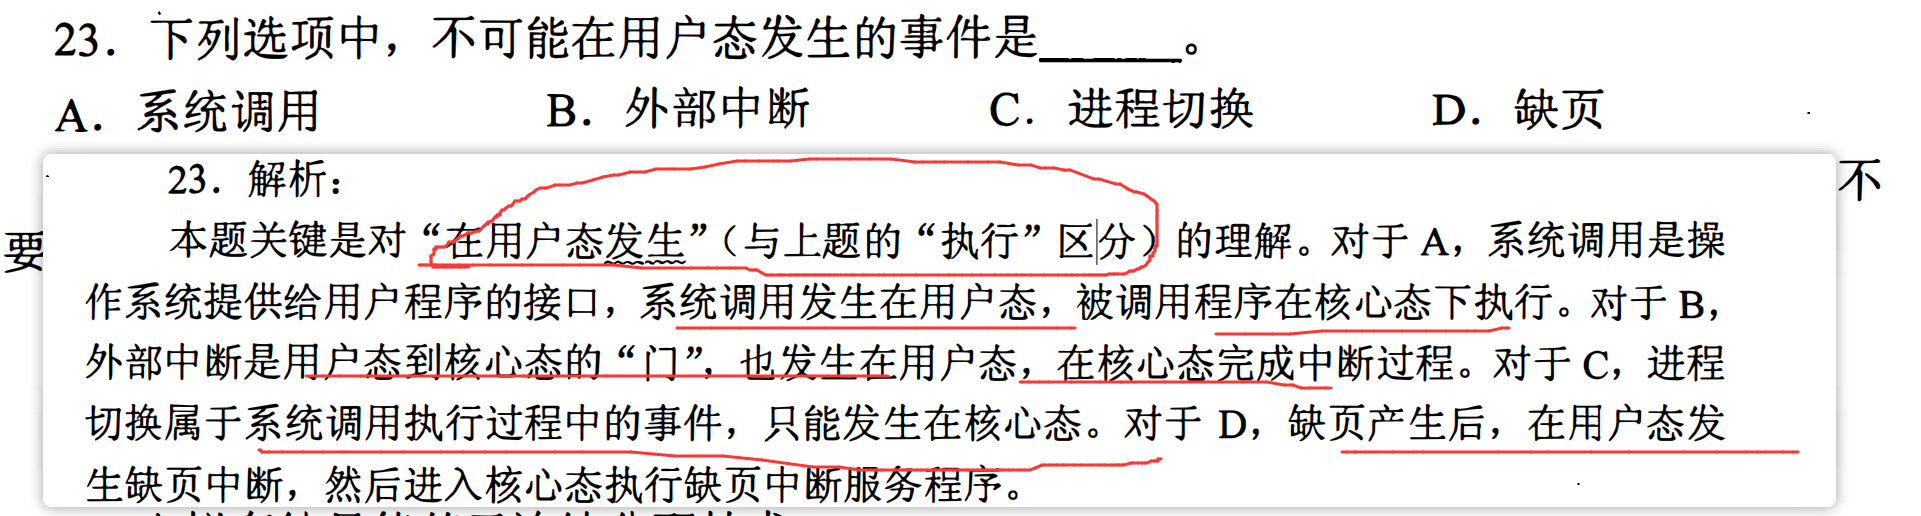 23. 下列选项中，不可能在用户态发生的事件是______。
A. 系统调用 B. 外部中断 C. 进程切换 D. 缺页
23. 解析：
不
本题关键是对“在用户态发生”（与上题的“执行”区分）的理解。对于 A，系统调用是操
要
作系统提供给用户程序的接口，系统调用发生在用户态，被调用程序在核心态下执行。对于 B，
外部中断是用户态到核心态的“门”，也发生在用户态，在核心态完成中断过程。对于 C，进程
切换属于系统调用执行过程中的事件，只能发生在核心态。对于 D，缺页产生后，在用户态发
生缺页中断，然后进入核心态执行缺页中断服务程序。